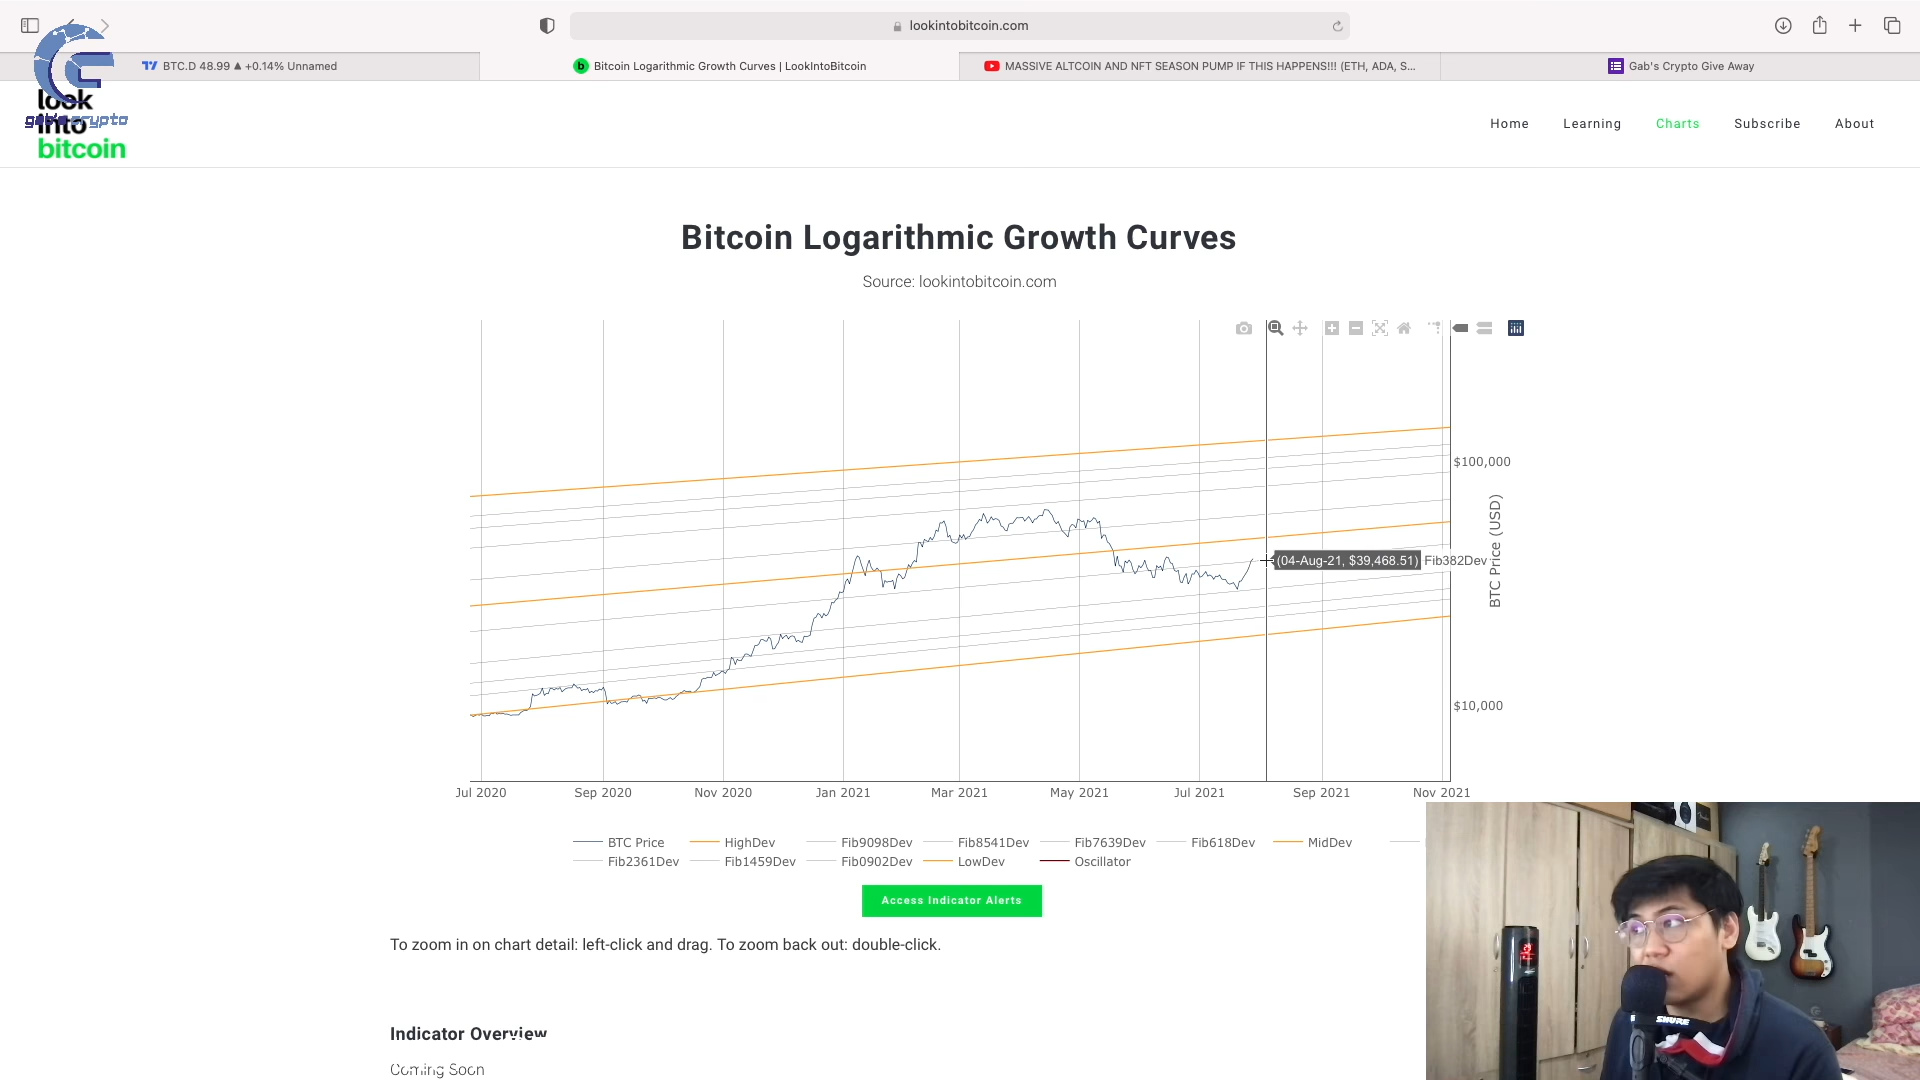 lookintobitcoin.com
BTC.D 48.99 ▲ +0.14% Unnamed
Bitcoin Logarithmic Growth Curves | LookIntoBitcoin
MASSIVE ALTCOIN AND NFT SEASON PUMP IF THIS HAPPENS!!! (ETH, ADA, S...
Gab's Crypto Give Away
look
into
bitcoin
gab's crypto
Home Learning Charts Subscribe About
Bitcoin Logarithmic Growth Curves
Source: lookintobitcoin.com
$100,000
BTC Price (USD)
(04-Aug-21, $39,468.51) Fib382Dev
$10,000
Jul 2020 Sep 2020 Nov 2020 Jan 2021 Mar 2021 May 2021 Jul 2021 Sep 2021 Nov 2021
BTC Price HighDev Fib9098Dev Fib8541Dev Fib7639Dev Fib618Dev MidDev
Fib2361Dev Fib1459Dev Fib0902Dev LowDev Oscillator
Access Indicator Alerts
To zoom in on chart detail: left-click and drag. To zoom back out: double-click.
Indicator Overview
Coming Soon
SHURE